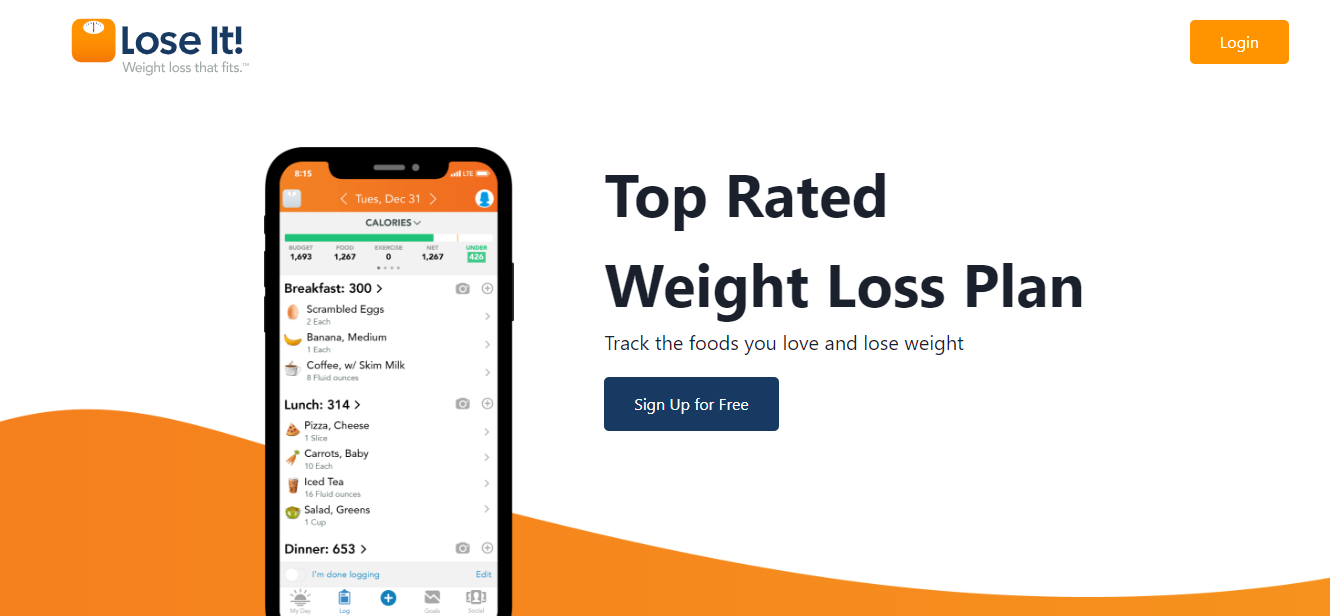 Lose It!
Weight loss that fits.™
Login
Top Rated
Weight Loss Plan
Track the foods you love and lose weight
Sign Up for Free
8:15
LTE
Tues, Dec 31
CALORIES
BUDGET FOOD EXERCISE NET UNDER
1,693 1,267 0 1,267 426
Breakfast: 300
Scrambled Eggs
2 Each
Banana, Medium
1 Each
Coffee, w/ Skim Milk
8 Fluid ounces
Lunch: 314
Pizza, Cheese
1 Slice
Carrots, Baby
10 Each
Iced Tea
16 Fluid ounces
Salad, Greens
1 Cup
Dinner: 653
I'm done logging Edit
My Day Log Goals Social